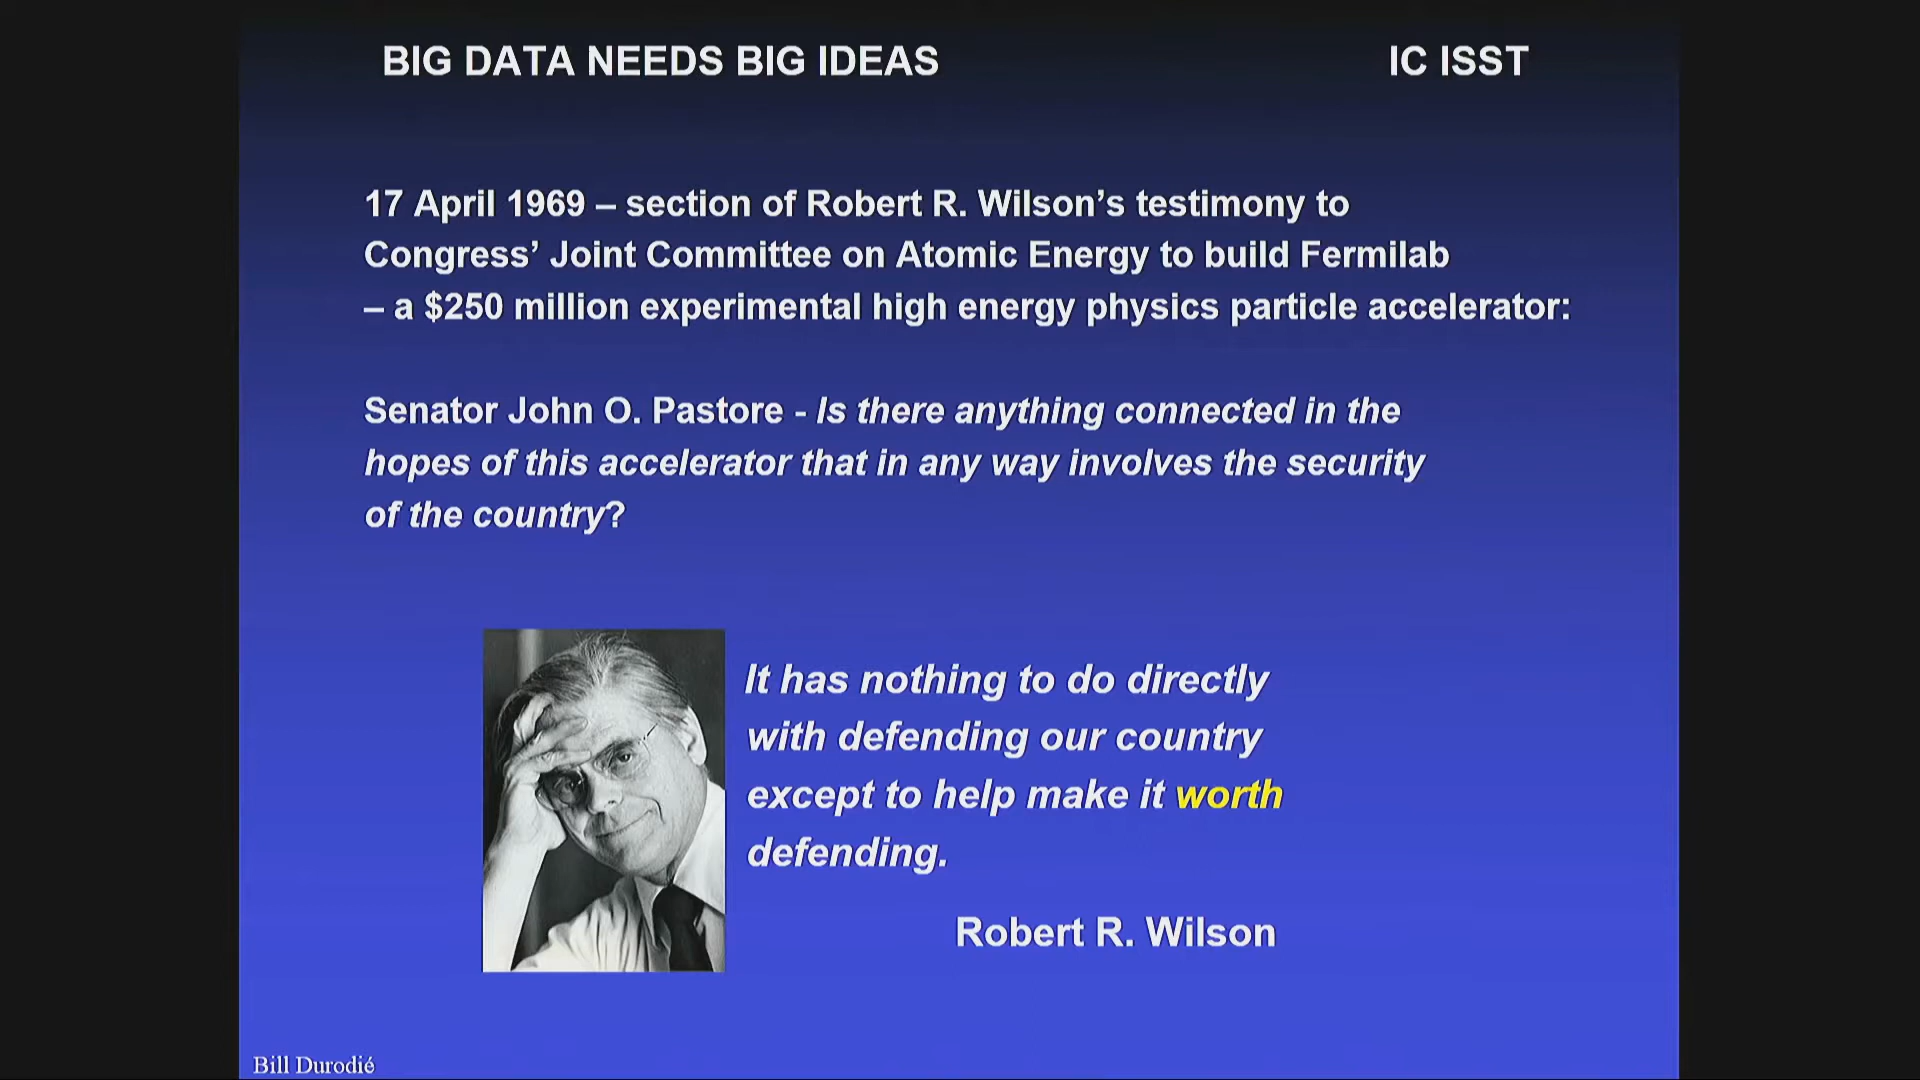 BIG DATA NEEDS BIG IDEAS IC ISST
17 April 1969 – section of Robert R. Wilson’s testimony to
Congress’ Joint Committee on Atomic Energy to build Fermilab
– a $250 million experimental high energy physics particle accelerator:
Senator John O. Pastore - Is there anything connected in the
hopes of this accelerator that in any way involves the security
of the country?
It has nothing to do directly
with defending our country
except to help make it worth
defending.
Robert R. Wilson
Bill Durodié